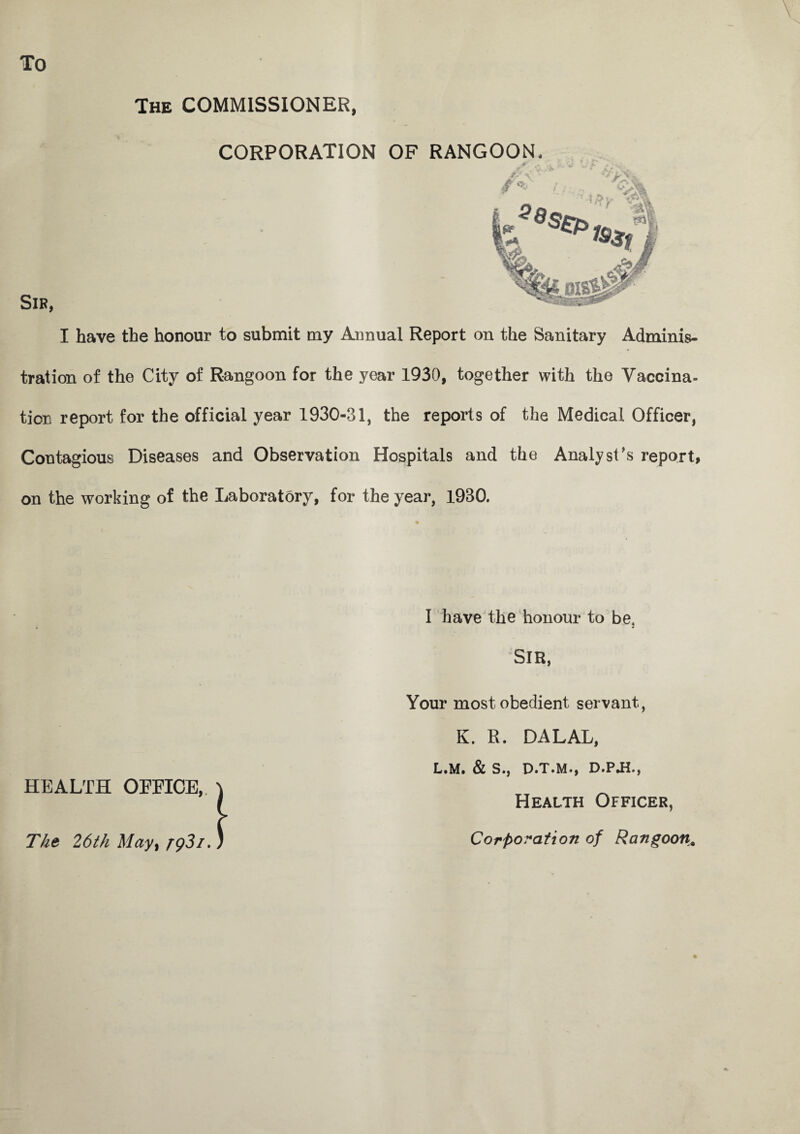 To
THE COMMISSIONER,
CORPORATION OF RANGOON.
28 SEP 1931
SIR,
I have the honour to submit my Annual Report on the Sanitary Adminis-
tration of the City of Rangoon for the year 1930, together with the Vaccina-
tion report for the official year 1930-31, the reports of the Medical Officer,
Contagious Diseases and Observation Hospitals and the Analyst's report,
on the working of the Laboratory, for the year, 1930.
I have the honour to be,
SIR,
Your most obedient servant,
K. R. DALAL,
L.M. & S., D.T.M., D.P.H.,
HEALTH OFFICER,
Corporation of Rangoon.
HEALTH OFFICE,
The 26th May, 1931.